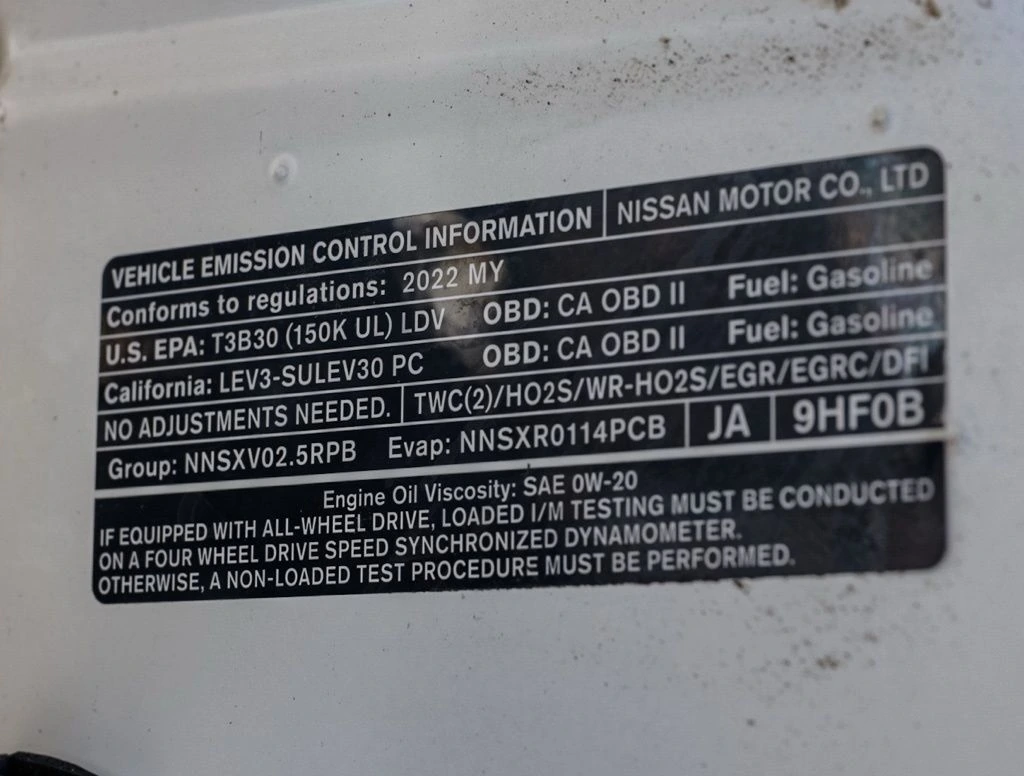 VEHICLE EMISSION CONTROL INFORMATION NISSAN MOTOR CO., LTD
Conforms to regulations: 2022 MY
U.S. EPA: T3B30 (150K UL) LDV OBD: CA OBD II Fuel: Gasoline
California: LEV3-SULEV30 PC OBD: CA OBD II Fuel: Gasoline
NO ADJUSTMENTS NEEDED. TWC(2)/HO2S/WR-HO2S/EGR/EGRC/DFI
Group: NNSXV02.5RPB Evap: NNSXR0114PCB JA 9HF0B
Engine Oil Viscosity: SAE 0W-20
IF EQUIPPED WITH ALL-WHEEL DRIVE, LOADED I/M TESTING MUST BE CONDUCTED
ON A FOUR WHEEL DRIVE SPEED SYNCHRONIZED DYNAMOMETER.
OTHERWISE, A NON-LOADED TEST PROCEDURE MUST BE PERFORMED.